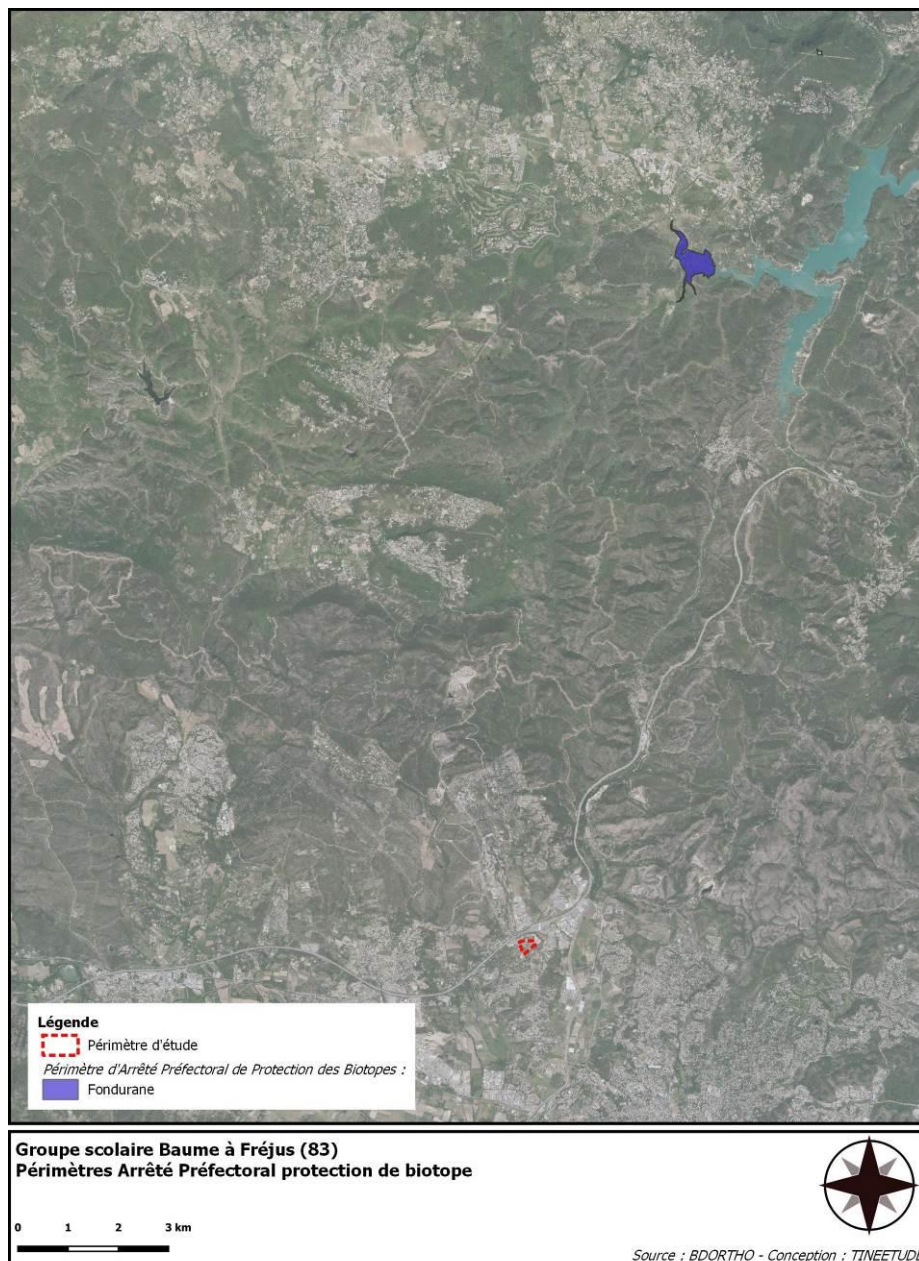 Légende
Périmètre d'étude
Périmètre d'Arrêté Préfectoral de Protection des Biotopes :
Fondurane
Groupe scolaire Baume à Fréjus (83)
Périmètres Arrêté Préfectoral protection de biotope
0 1 2 3 km
Source : BDORTHO - Conception : TINEETUDE